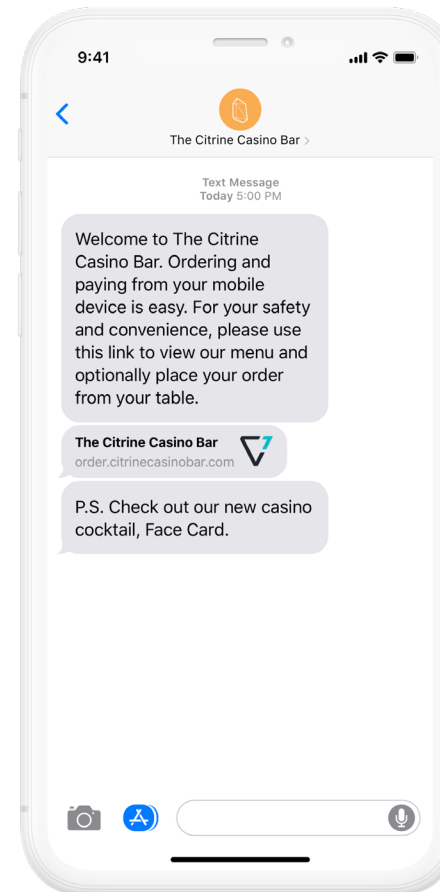 9:41
The Citrine Casino Bar >
Text Message
Today 5:00 PM
Welcome to The Citrine
Casino Bar. Ordering and
paying from your mobile
device is easy. For your safety
and convenience, please use
this link to view our menu and
optionally place your order
from your table.
The Citrine Casino Bar
order.citrinecasinobar.com
P.S. Check out our new casino
cocktail, Face Card.